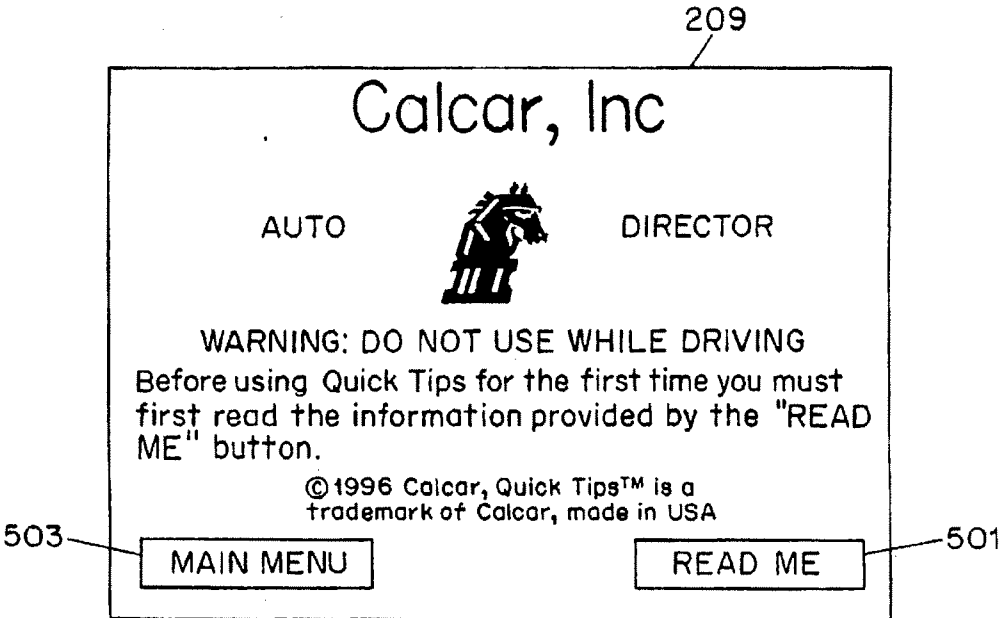 209
Calcar, Inc
AUTO DIRECTOR
WARNING: DO NOT USE WHILE DRIVING
Before using Quick Tips for the first time you must
first read the information provided by the "READ
ME" button.
©1996 Calcar, Quick Tips™ is a
trademark of Calcar, made in USA
503 MAIN MENU READ ME 501